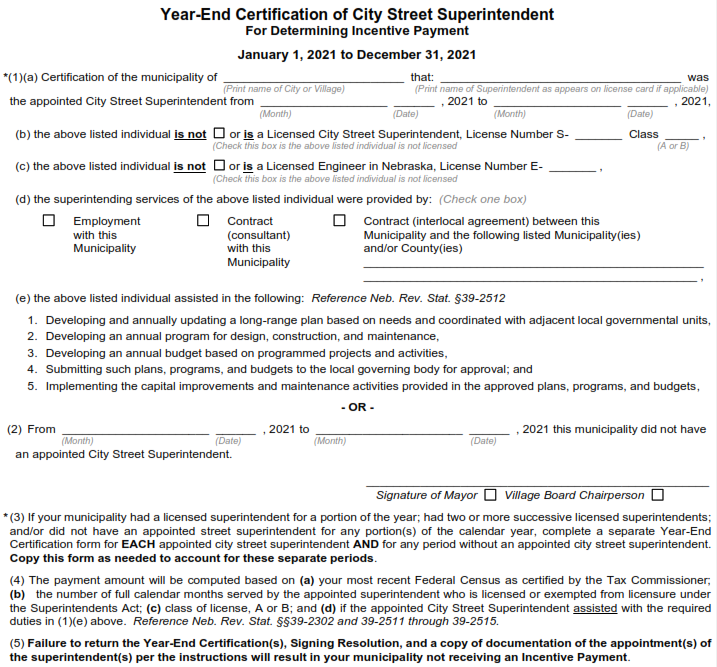 Year-End Certification of City Street Superintendent
For Determining Incentive Payment
January 1, 2021 to December 31, 2021
*(1)(a) Certification of the municipality of ____________________________ that: ______________________________________ was
(Print name of City or Village) (Print name of Superintendent as appears on license card if applicable)
the appointed City Street Superintendent from ____________________ ______ , 2021 to ____________________ ______ , 2021,
(Month) (Date) (Month) (Date)
(b) the above listed individual is not ☐ or is a Licensed City Street Superintendent, License Number S- _______ Class _____ ,
(Check this box is the above listed individual is not licensed (A or B)
(c) the above listed individual is not ☐ or is a Licensed Engineer in Nebraska, License Number E- _______ ,
(Check this box is the above listed individual is not licensed
(d) the superintending services of the above listed individual were provided by: (Check one box)
☐ Employment ☐ Contract ☐ Contract (interlocal agreement) between this
with this (consultant) Municipality and the following listed Municipality(ies)
Municipality with this and/or County(ies)
Municipality ____________________________________________________
___________________________________________________ ,
(e) the above listed individual assisted in the following: Reference Neb. Rev. Stat. §39-2512
1. Developing and annually updating a long-range plan based on needs and coordinated with adjacent local governmental units,
2. Developing an annual program for design, construction, and maintenance,
3. Developing an annual budget based on programmed projects and activities,
4. Submitting such plans, programs, and budgets to the local governing body for approval; and
5. Implementing the capital improvements and maintenance activities provided in the approved plans, programs, and budgets,
- OR -
(2) From _______________________ ______ , 2021 to _______________________ ______ , 2021 this municipality did not have
(Month) (Date) (Month) (Date)
an appointed City Street Superintendent.
____________________________________________________
Signature of Mayor ☐ Village Board Chairperson ☐
*(3) If your municipality had a licensed superintendent for a portion of the year; had two or more successive licensed superintendents;
and/or did not have an appointed street superintendent for any portion(s) of the calendar year, complete a separate Year-End
Certification form for EACH appointed city street superintendent AND for any period without an appointed city street superintendent.
Copy this form as needed to account for these separate periods.
(4) The payment amount will be computed based on (a) your most recent Federal Census as certified by the Tax Commissioner;
(b) the number of full calendar months served by the appointed superintendent who is licensed or exempted from licensure under
the Superintendents Act; (c) class of license, A or B; and (d) if the appointed City Street Superintendent assisted with the required
duties in (1)(e) above. Reference Neb. Rev. Stat. §§39-2302 and 39-2511 through 39-2515.
(5) Failure to return the Year-End Certification(s), Signing Resolution, and a copy of documentation of the appointment(s) of
the superintendent(s) per the instructions will result in your municipality not receiving an Incentive Payment.